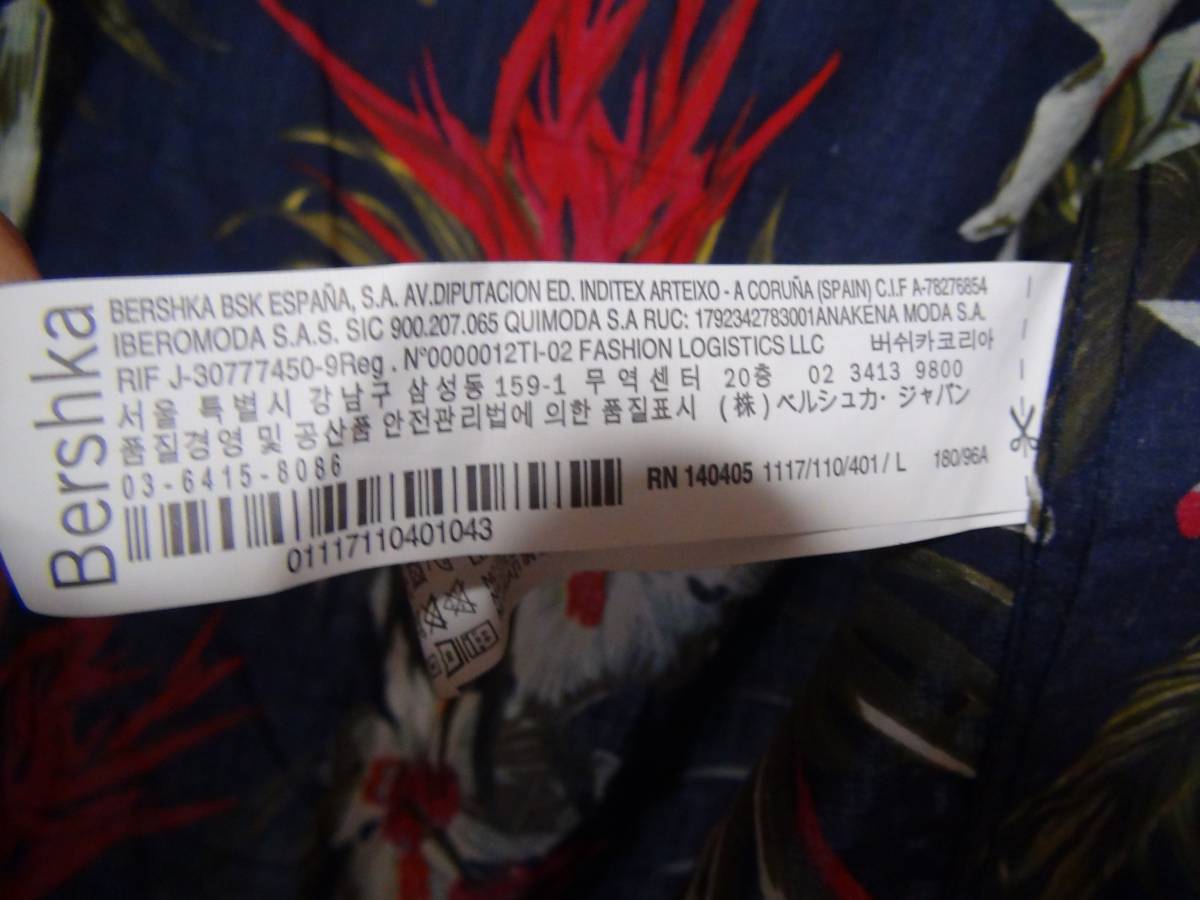 Bershka
BERSHKA BSK ESPAÑA, S.A. AV.DIPUTACION ED. INDITEX ARTEIXO - A CORUÑA (SPAIN) C.I.F A-78276854
IBEROMODA S.A.S. SIC 900.207.065 QUIMODA S.A RUC: 1792342783001ANAKENA MODA S.A.
RIF J-30777450-9Reg . N°0000012TI-02 FASHION LOGISTICS LLC 버쉬카코리아
서울 특별시 강남구 삼성동 159-1 무역센터 20층 02 3413 9800
품질경영 및 공산품 안전관리법에 의한 품질표시 (株)ベルシュカ・ジャパン
03-6415-8086
RN 140405 1117/110/401 / L 180/96A
01117110401043